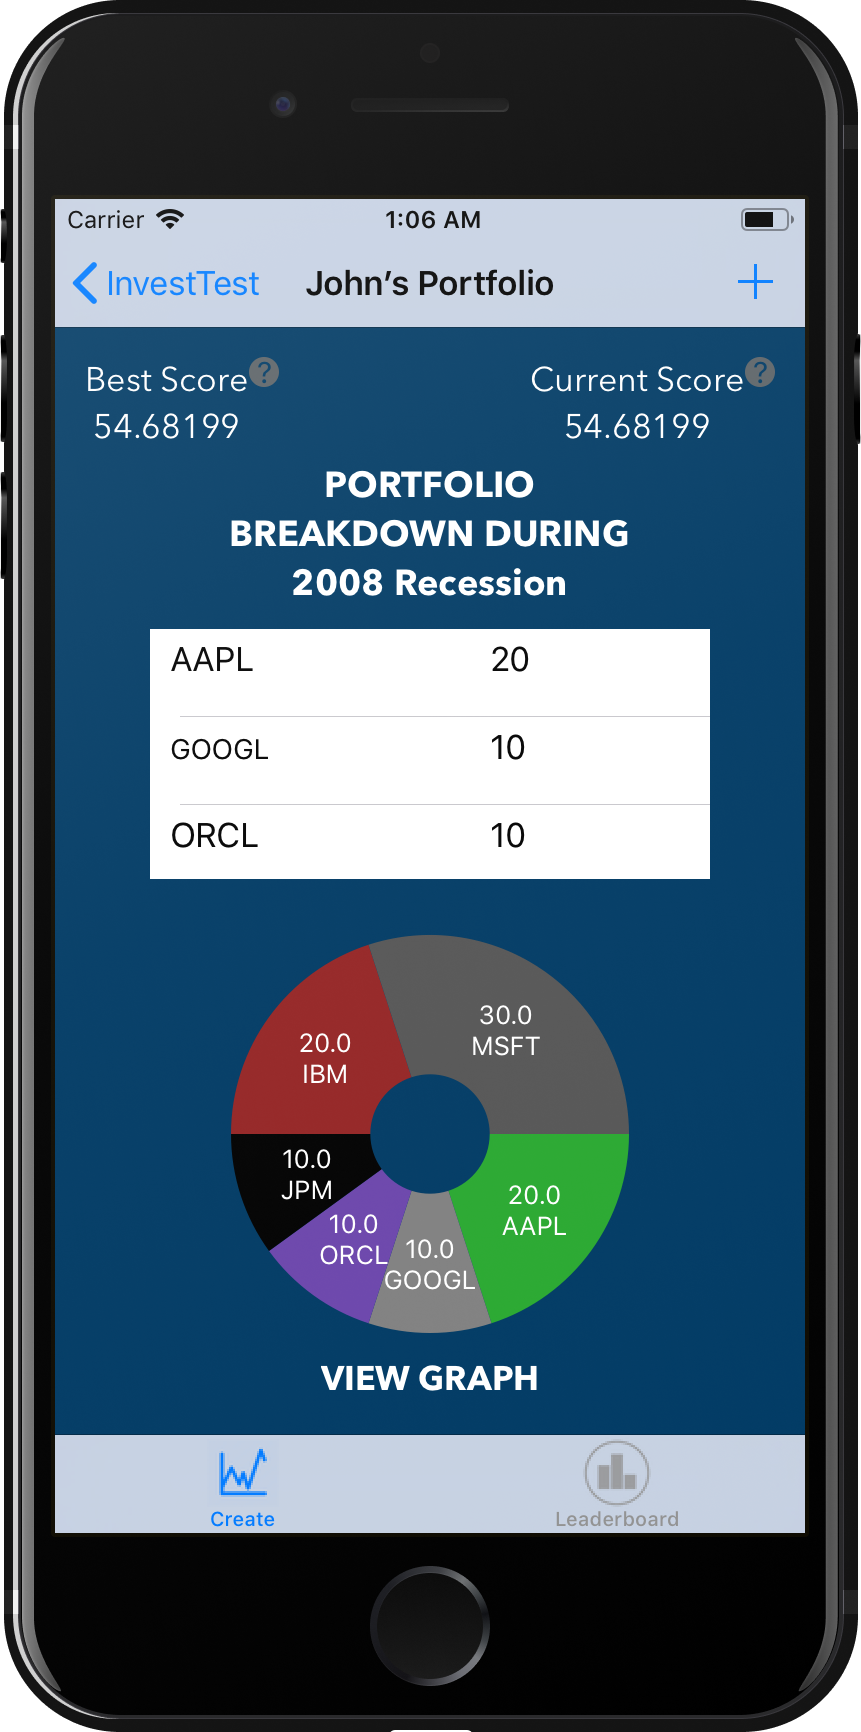 Carrier 1:06 AM
InvestTest John's Portfolio
Best Score? Current Score?
54.68199 54.68199
PORTFOLIO
BREAKDOWN DURING
2008 Recession
AAPL 20
GOOGL 10
ORCL 10
30.0
MSFT
20.0
IBM
10.0
JPM
20.0
AAPL
10.0
ORCL
10.0
GOOGL
VIEW GRAPH
Create Leaderboard